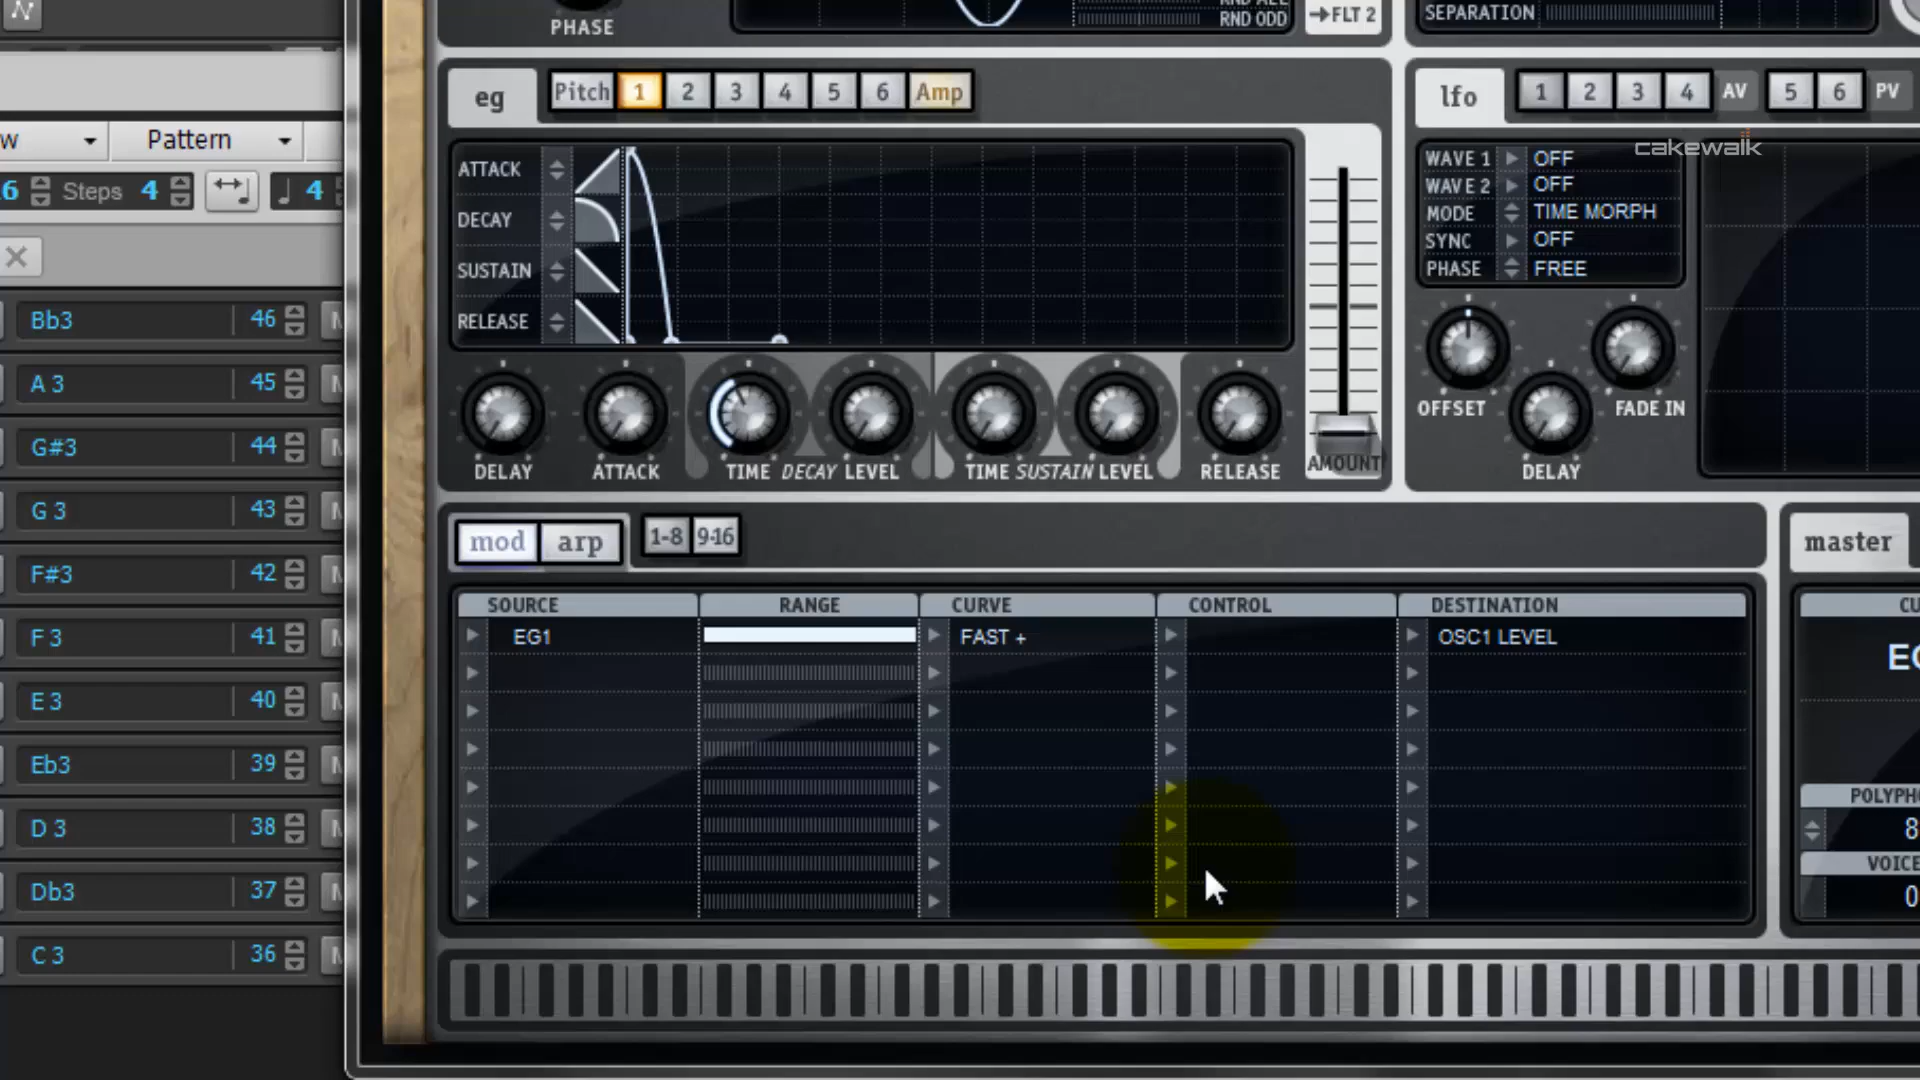 PHASE
RND ODD
→FLT 2
SEPARATION
eg
Pitch 1 2 3 4 5 6 Amp
lfo
1 2 3 4 AV 5 6 PV
cakewalk
ATTACK
DECAY
SUSTAIN
RELEASE
WAVE 1 OFF
WAVE 2 OFF
MODE TIME MORPH
SYNC OFF
PHASE FREE
DELAY ATTACK TIME DECAY LEVEL TIME SUSTAIN LEVEL RELEASE AMOUNT
OFFSET FADE IN
DELAY
w Pattern
6 Steps 4 4
Bb3 46
A 3 45
G#3 44
G 3 43
F#3 42
F 3 41
E 3 40
Eb3 39
D 3 38
Db3 37
C 3 36
mod arp 1-8 9-16
master
SOURCE RANGE CURVE CONTROL DESTINATION
EG1 FAST + OSC1 LEVEL
CU
EG
POLYPH
8
VOICE
0